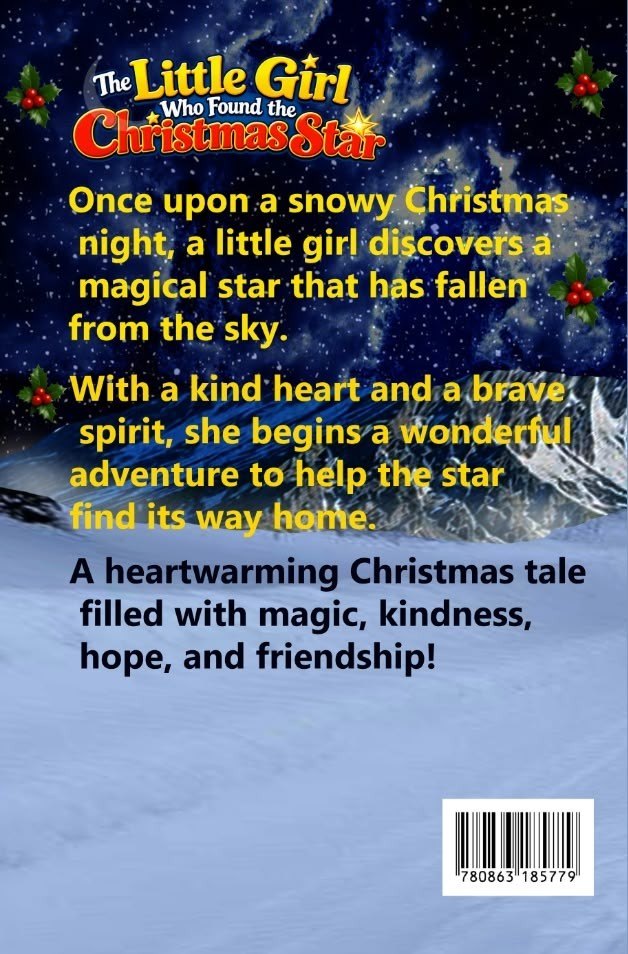 The Little Girl
Who Found the
Christmas Star
Once upon a snowy Christmas
night, a little girl discovers a
magical star that has fallen
from the sky.
With a kind heart and a brave
spirit, she begins a wonderful
adventure to help the star
find its way home.
A heartwarming Christmas tale
filled with magic, kindness,
hope, and friendship!
780863 185779